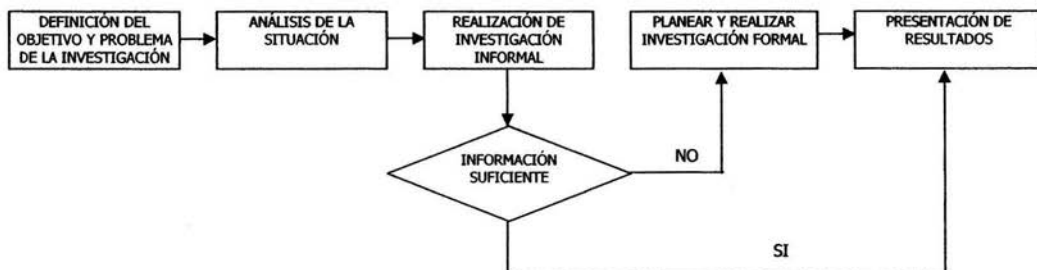 DEFINICIÓN DEL
OBJETIVO Y PROBLEMA
DE LA INVESTIGACIÓN
ANÁLISIS DE LA
SITUACIÓN
REALIZACIÓN DE
INVESTIGACIÓN
INFORMAL
PLANEAR Y REALIZAR
INVESTIGACIÓN FORMAL
PRESENTACIÓN DE
RESULTADOS
INFORMACIÓN
SUFICIENTE
NO
SI